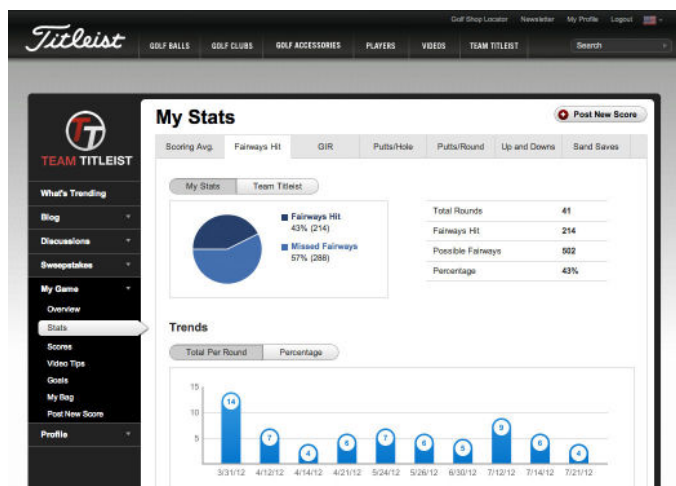 Golf Shop Locator Newsletter My Profile Logout
Titleist
GOLF BALLS GOLF CLUBS GOLF ACCESSORIES PLAYERS VIDEOS TEAM TITLEIST Search
TEAM TITLEIST
What's Trending
Blog
Discussions
Sweepstakes
My Game
Overview
Stats
Scores
Video Tips
Goals
My Bag
Post New Score
Profile
My Stats
Post New Score
Scoring Avg. Fairways Hit GIR Putts/Hole Putts/Round Up and Downs Sand Saves
My Stats Team Titleist
Fairways Hit
43% (214)
Missed Fairways
57% (288)
Total Rounds 41
Fairways Hit 214
Possible Fairways 502
Percentage 43%
Trends
Total Per Round Percentage
15
10
5
14 7 4 6 7 6 5 9 6 4
3/31/12 4/12/12 4/14/12 4/21/12 5/24/12 5/26/12 6/30/12 7/12/12 7/14/12 7/21/12